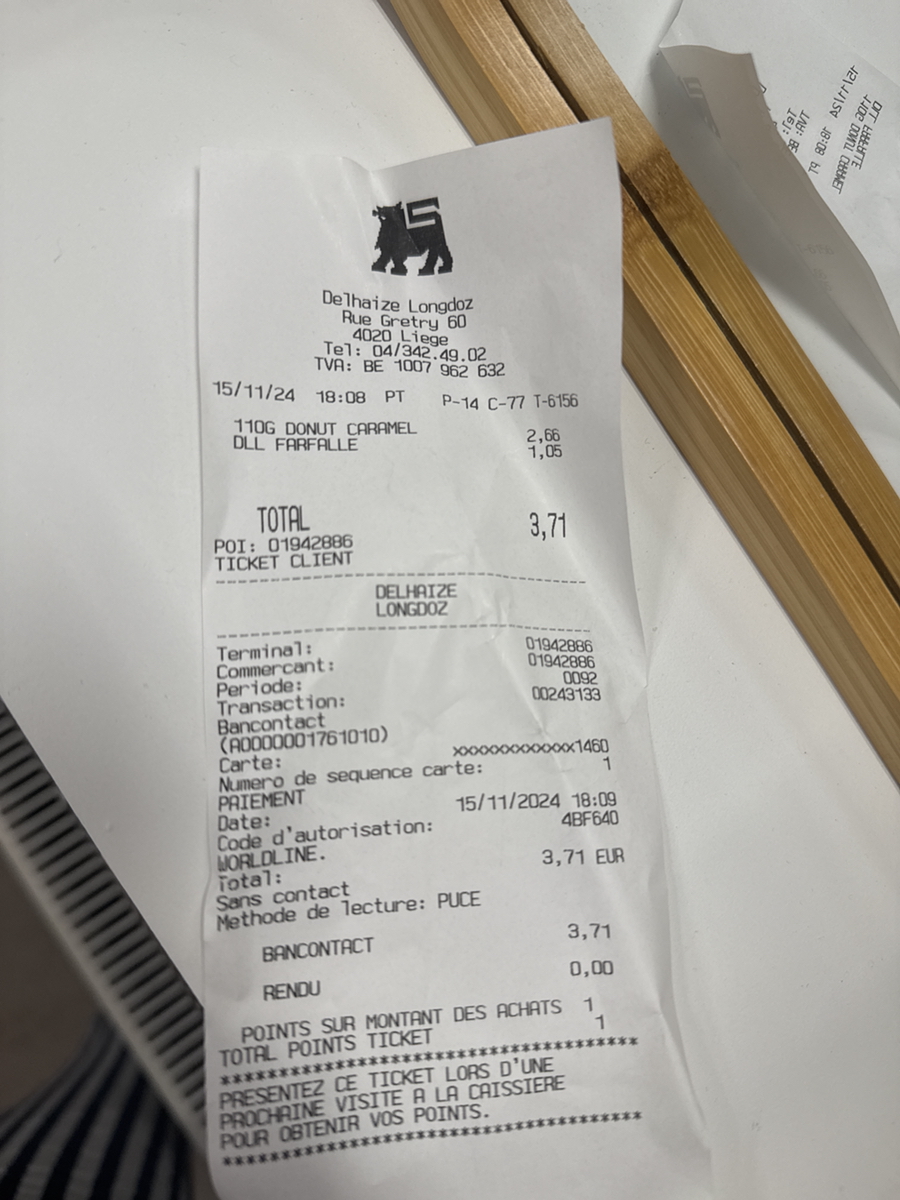 Delhaize Longdoz
Rue Gretry 60
4020 Liege
Tel: 04/342.49.02
TVA: BE 1007 962 632
15/11/24 18:08 PT P-14 C-77 T-6156
110G DONUT CARAMEL 2,66
DLL FARFALLE 1,05
TOTAL 3,71
POI: 01942886
TICKET CLIENT
DELHAIZE
LONGDOZ
Terminal: 01942886
Commercant: 01942886
Periode: 0092
Transaction: 00243133
Bancontact
(A0000001761010)
Carte: xxxxxxxxxxxxx1460
Numero de sequence carte: 1
PAIEMENT
Date: 15/11/2024 18:09
Code d'autorisation: 4BF640
WORLDLINE.
Total: 3,71 EUR
Sans contact
Methode de lecture: PUCE
BANCONTACT 3,71
RENDU 0,00
POINTS SUR MONTANT DES ACHATS 1
TOTAL POINTS TICKET 1
**************************************
PRESENTEZ CE TICKET LORS D'UNE
PROCHAINE VISITE A LA CAISSIERE
POUR OBTENIR VOS POINTS.
**************************************